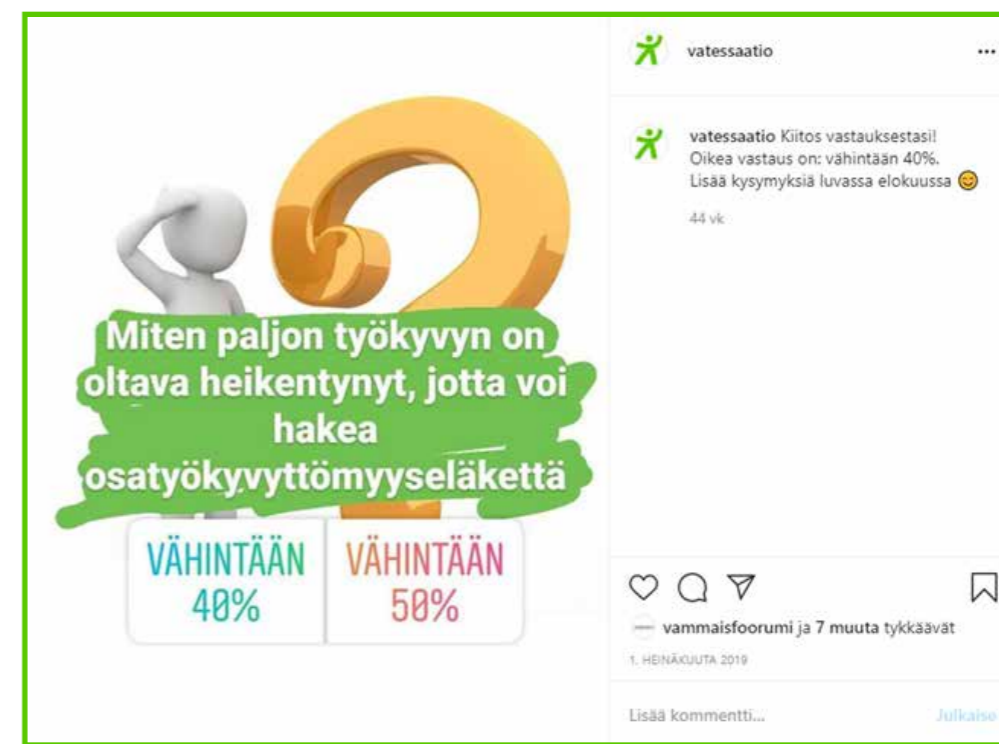 Miten paljon työkyvyn on
oltava heikentynyt, jotta voi
hakea
osatyökyvyttömyyseläkettä
VÄHINTÄÄN
40%
VÄHINTÄÄN
50%
vatessaatio
vatessaatio Kiitos vastauksestasi!
Oikea vastaus on: vähintään 40%.
Lisää kysymyksiä luvassa elokuussa 😊
44 vk
vammaisfoorumi ja 7 muuta tykkäävät
1. HEINÄKUUTA 2019
Lisää kommentti...
Julkaise